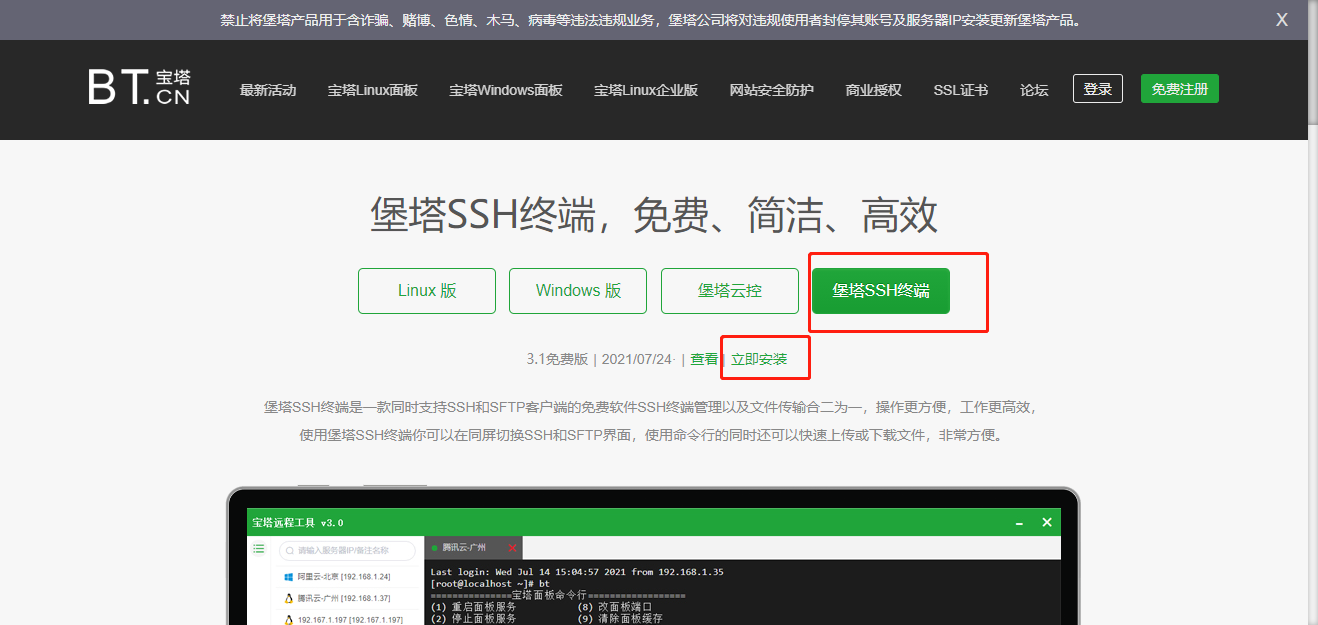 禁止将堡塔产品用于含诈骗、赌博、色情、木马、病毒等违法违规业务，堡塔公司将对违规使用者封停其账号及服务器IP安装更新堡塔产品。 X
BT.宝塔CN 最新活动 宝塔Linux面板 宝塔Windows面板 宝塔Linux企业版 网站安全防护 商业授权 SSL证书 论坛 登录 免费注册
堡塔SSH终端，免费、简洁、高效
Linux 版 Windows 版 堡塔云控 堡塔SSH终端
3.1免费版 | 2021/07/24· | 查看 立即安装
堡塔SSH终端是一款同时支持SSH和SFTP客户端的免费软件SSH终端管理以及文件传输合二为一，操作更方便，工作更高效，
使用堡塔SSH终端你可以在同屏切换SSH和SFTP界面，使用命令行的同时还可以快速上传或下载文件，非常方便。
宝塔远程工具 v3.0
请输入服务器IP/备注名称
阿里云-北京 [192.168.1.24]
腾讯云-广州 [192.168.1.37]
192.167.1.197 [192.167.1.197]
腾讯云-广州
Last login: Wed Jul 14 15:04:57 2021 from 192.168.1.35
[root@localhost ~]# bt
===============宝塔面板命令行==================
(1) 重启面板服务 (8) 改面板端口
(2) 停止面板服务 (9) 清除面板缓存